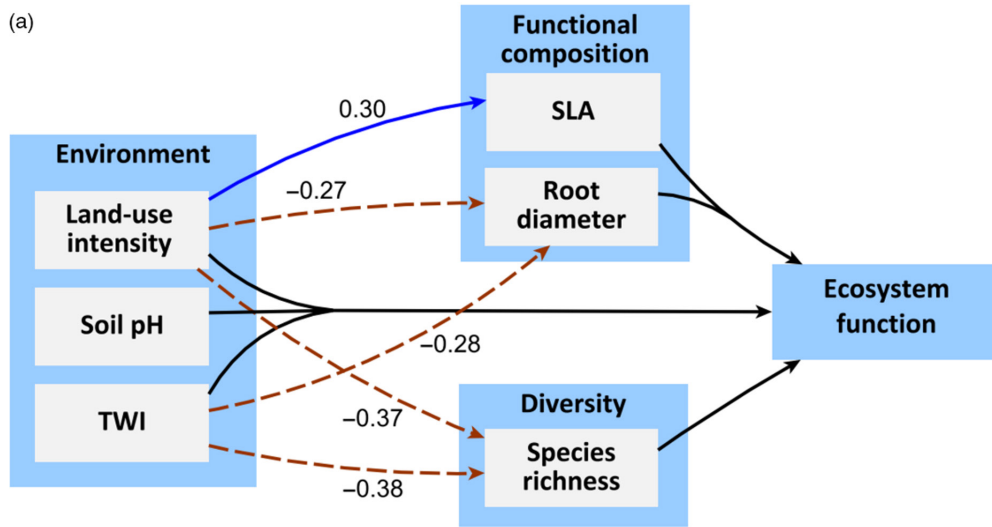 (a)
Functional
composition
SLA
Root
diameter
0.30
−0.27
Environment
Land-use
intensity
Soil pH
TWI
−0.28
−0.37
−0.38
Diversity
Species
richness
Ecosystem
function